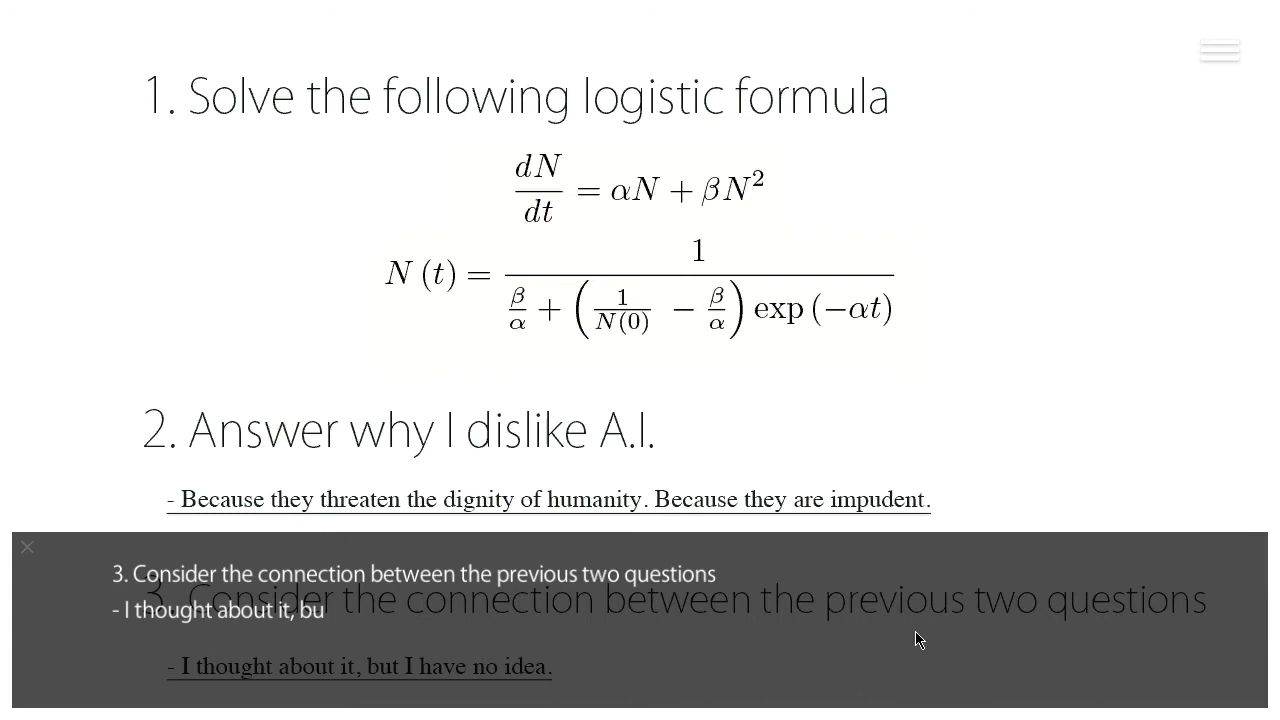 1. Solve the following logistic formula
dN/dt = αN + βN²
N (t) = 1 / (β/α + (1/N(0) − β/α) exp (−αt))
2. Answer why I dislike A.I.
- Because they threaten the dignity of humanity. Because they are impudent.
3. Consider the connection between the previous two questions
- I thought about it, bu
3. Consider the connection between the previous two questions
- I thought about it, but I have no idea.